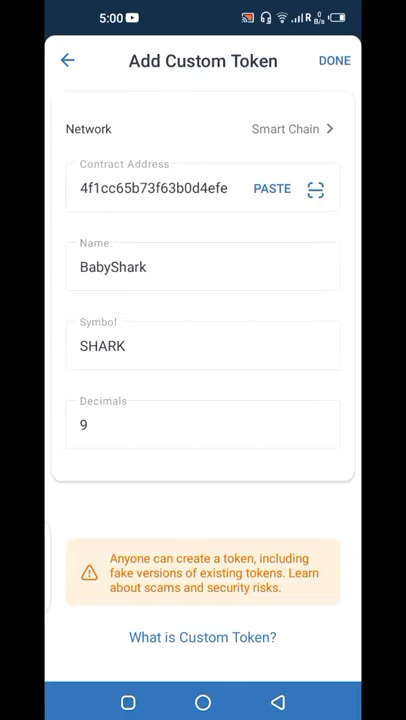 5:00
R 0 B/s
Add Custom Token
DONE
Network
Smart Chain
Contract Address
4f1cc65b73f63b0d4efe
PASTE
Name
BabyShark
Symbol
SHARK
Decimals
9
Anyone can create a token, including
fake versions of existing tokens. Learn
about scams and security risks.
What is Custom Token?